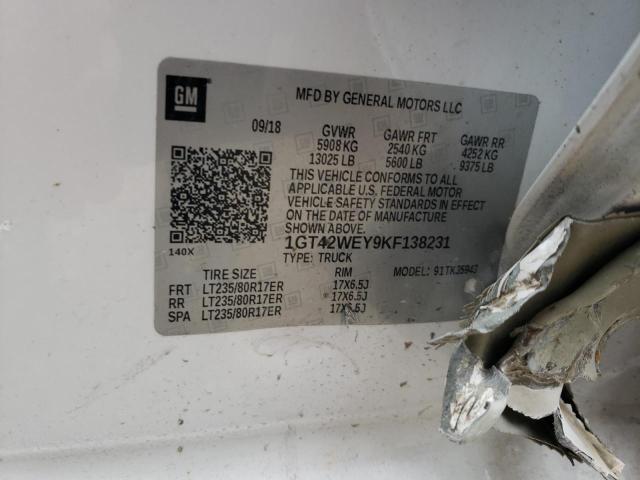 GM
MFD BY GENERAL MOTORS LLC
09/18 GVWR GAWR FRT GAWR RR
5908 KG 2540 KG 4252 KG
13025 LB 5600 LB 9375 LB
THIS VEHICLE CONFORMS TO ALL
APPLICABLE U.S. FEDERAL MOTOR
VEHICLE SAFETY STANDARDS IN EFFECT
ON THE DATE OF MANUFACTURE
SHOWN ABOVE.
1GT42WEY9KF138231
140X
TYPE: TRUCK MODEL: 91TK35943
TIRE SIZE RIM
FRT LT235/80R17ER 17X6.5J
RR LT235/80R17ER 17X6.5J
SPA LT235/80R17ER 17X6.5J